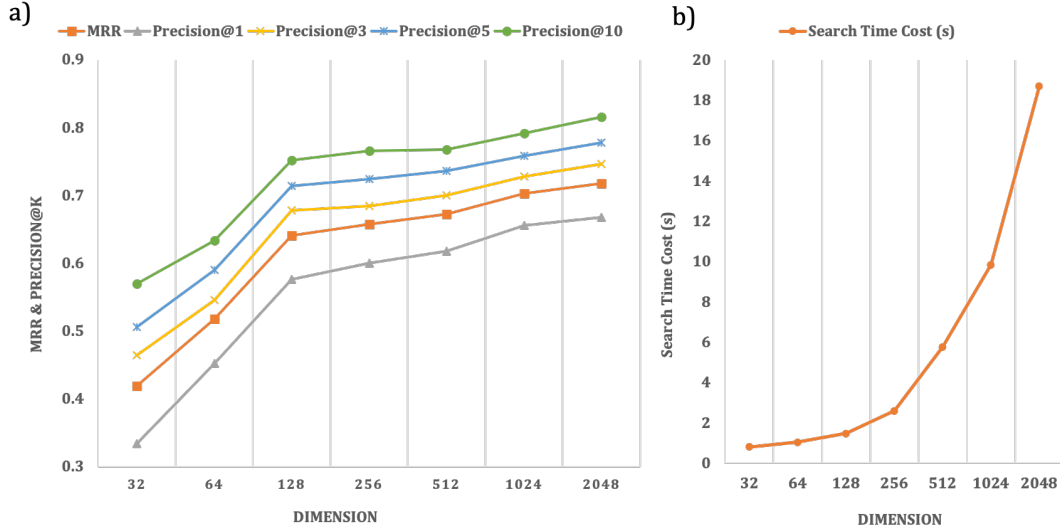 a)
MRR Precision@1 Precision@3 Precision@5 Precision@10
0.9
0.8
0.7
0.6
0.5
0.4
0.3
MRR & PRECISION@K
32 64 128 256 512 1024 2048
DIMENSION
b)
Search Time Cost (s)
20
18
16
14
12
10
8
6
4
2
0
Search Time Cost (s)
32 64 128 256 512 1024 2048
DIMENSION